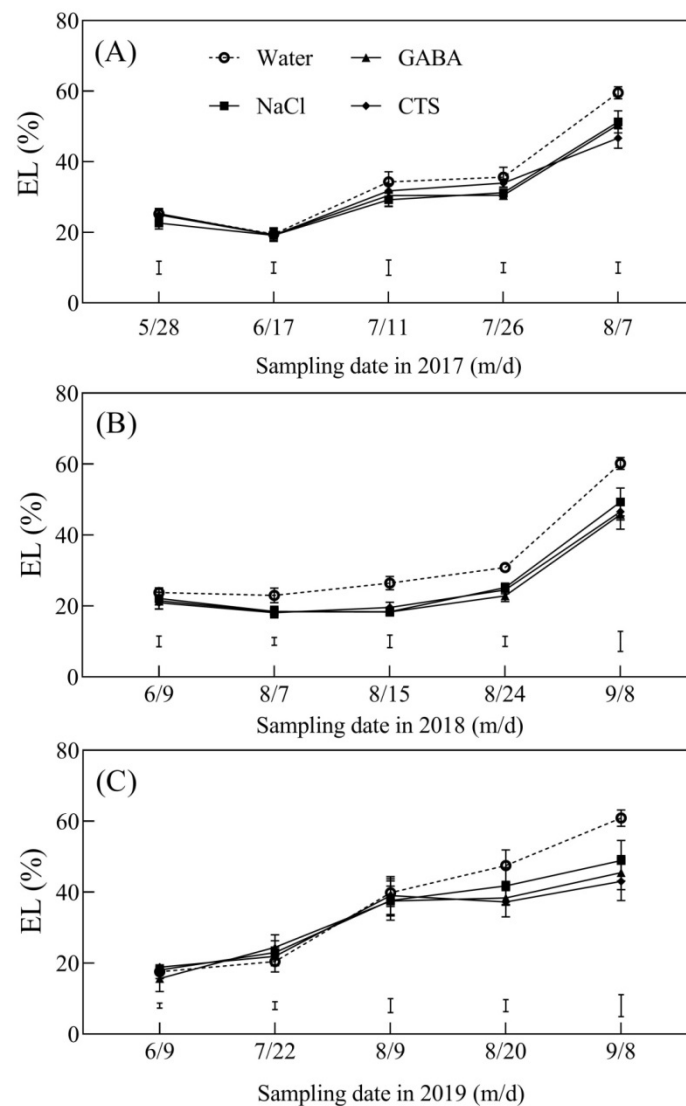 (A)
Water
GABA
NaCl
CTS
EL (%)
80
60
40
20
0
5/28 6/17 7/11 7/26 8/7
Sampling date in 2017 (m/d)
(B)
EL (%)
80
60
40
20
0
6/9 8/7 8/15 8/24 9/8
Sampling date in 2018 (m/d)
(C)
EL (%)
80
60
40
20
0
6/9 7/22 8/9 8/20 9/8
Sampling date in 2019 (m/d)